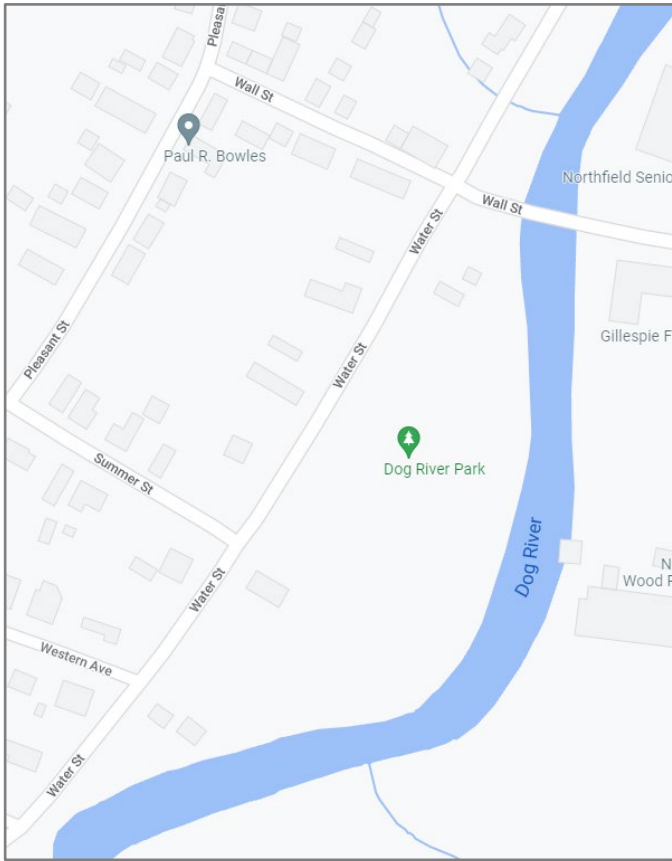 Pleasa
Wall St
Paul R. Bowles
Northfield Senio
Wall St
Water St
Gillespie F
Pleasant St
Water St
Dog River Park
Summer St
Dog River
N
Wood F
Water St
Western Ave
Water St